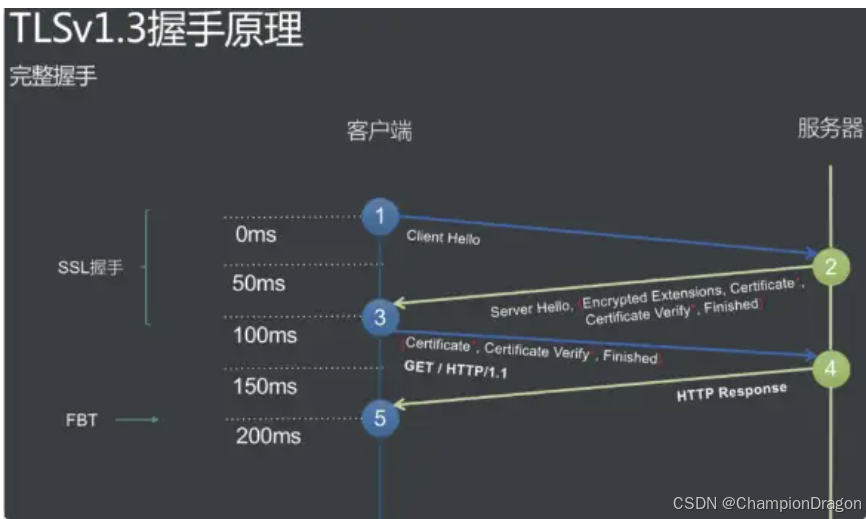 TLSv1.3握手原理
完整握手
客户端
服务器
1
0ms
Client Hello
SSL握手
50ms
2
Server Hello, {Encrypted Extensions, Certificate*,
Certificate Verify*, Finished}
3
100ms
{Certificate*, Certificate Verify*, Finished}
GET / HTTP/1.1
4
150ms
HTTP Response
FBT
5
200ms
CSDN @ChampionDragon